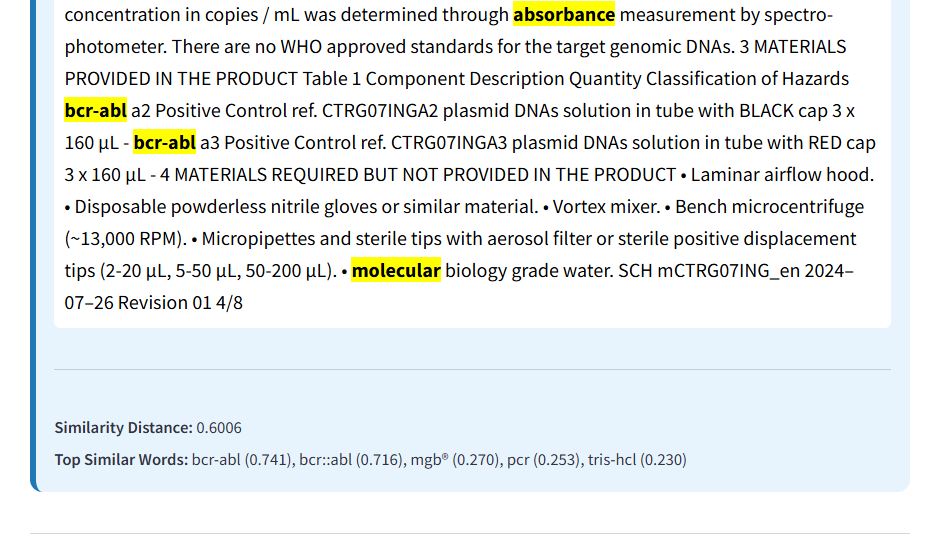 concentration in copies / mL was determined through absorbance measurement by spectro-
photometer. There are no WHO approved standards for the target genomic DNAs. 3 MATERIALS
PROVIDED IN THE PRODUCT Table 1 Component Description Quantity Classification of Hazards
bcr-abl a2 Positive Control ref. CTRG07INGA2 plasmid DNAs solution in tube with BLACK cap 3 x
160 µL - bcr-abl a3 Positive Control ref. CTRG07INGA3 plasmid DNAs solution in tube with RED cap
3 x 160 µL - 4 MATERIALS REQUIRED BUT NOT PROVIDED IN THE PRODUCT • Laminar airflow hood.
• Disposable powderless nitrile gloves or similar material. • Vortex mixer. • Bench microcentrifuge
(~13,000 RPM). • Micropipettes and sterile tips with aerosol filter or sterile positive displacement
tips (2-20 µL, 5-50 µL, 50-200 µL). • molecular biology grade water. SCH mCTRG07ING_en 2024–
07–26 Revision 01 4/8
Similarity Distance: 0.6006
Top Similar Words: bcr-abl (0.741), bcr::abl (0.716), mgb® (0.270), pcr (0.253), tris-hcl (0.230)